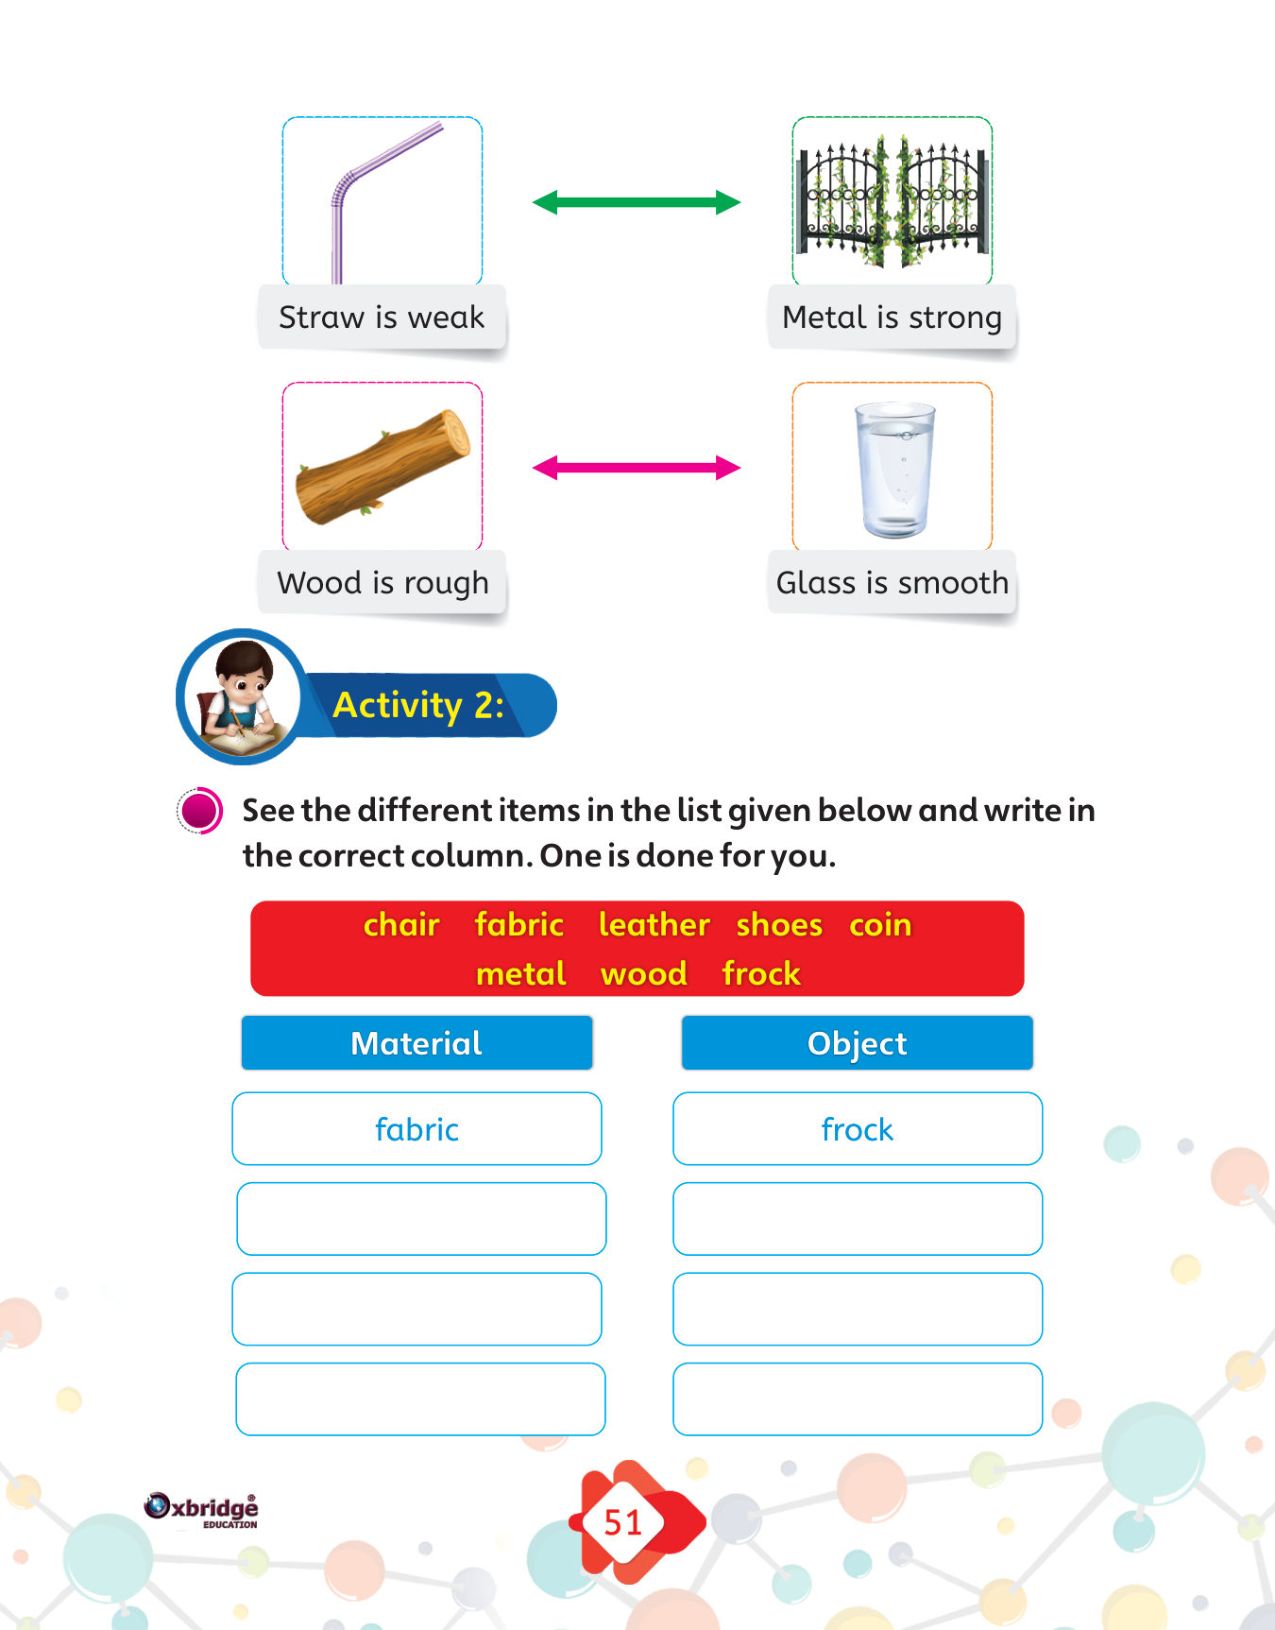 Straw is weak
Metal is strong
Wood is rough
Glass is smooth
Activity 2:
See the different items in the list given below and write in
the correct column. One is done for you.
chair fabric leather shoes coin
metal wood frock
Material
Object
fabric
frock
Oxbridge®
EDUCATION
51